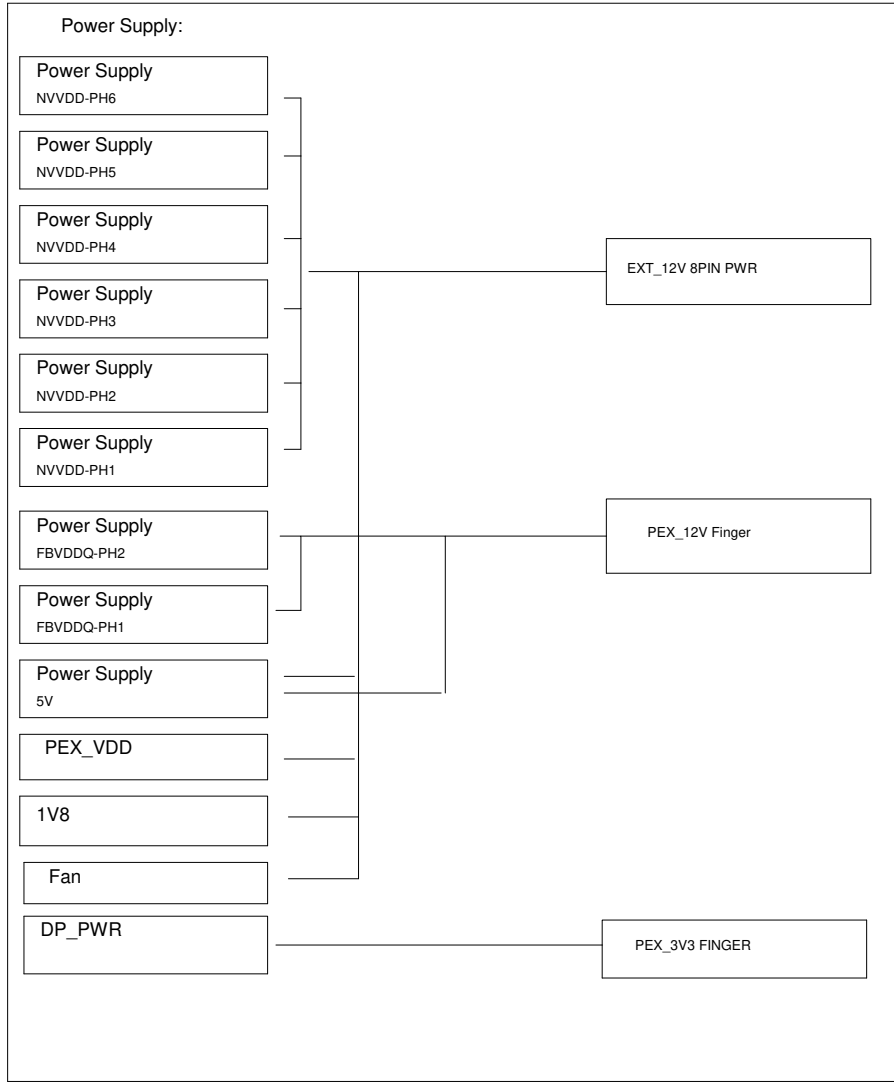 Power Supply:
Power Supply
NVVDD-PH6
Power Supply
NVVDD-PH5
Power Supply
NVVDD-PH4
Power Supply
NVVDD-PH3
Power Supply
NVVDD-PH2
Power Supply
NVVDD-PH1
Power Supply
FBVDDQ-PH2
Power Supply
FBVDDQ-PH1
Power Supply
5V
PEX_VDD
1V8
Fan
DP_PWR
EXT_12V 8PIN PWR
PEX_12V Finger
PEX_3V3 FINGER